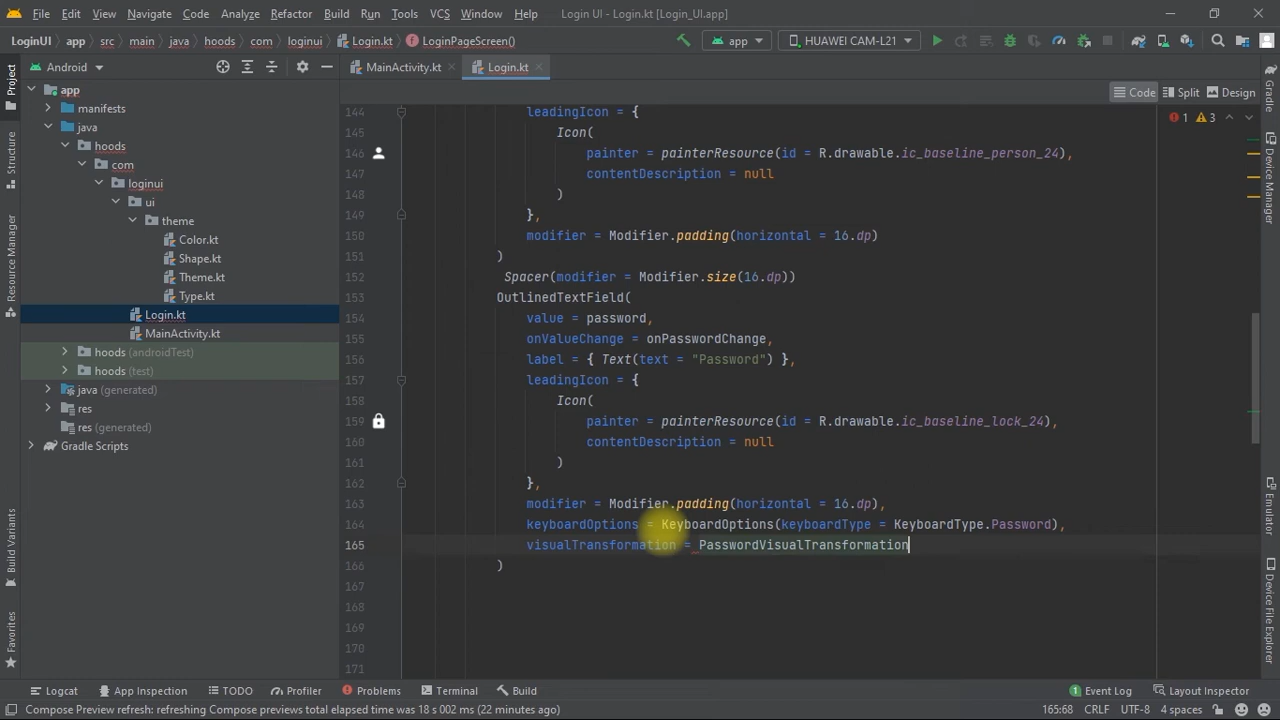 File Edit View Navigate Code Analyze Refactor Build Run Tools VCS Window Help Login UI - Login.kt [Login_UI.app]
LoginUI app src main java hoods com loginui Login.kt LoginPageScreen() app HUAWEI CAM-L21
Android MainActivity.kt Login.kt
Code Split Design
1 3
Project
Structure
Resource Manager
Build Variants
Favorites
app
manifests
java
hoods
com
loginui
ui
theme
Color.kt
Shape.kt
Theme.kt
Type.kt
Login.kt
MainActivity.kt
hoods (androidTest)
hoods (test)
java (generated)
res
res (generated)
Gradle Scripts
144 leadingIcon = {
145 Icon(
146 painter = painterResource(id = R.drawable.ic_baseline_person_24),
147 contentDescription = null
148 )
149 },
150 modifier = Modifier.padding(horizontal = 16.dp)
151 )
152 Spacer(modifier = Modifier.size(16.dp))
153 OutlinedTextField(
154 value = password,
155 onValueChange = onPasswordChange,
156 label = { Text(text = "Password") },
157 leadingIcon = {
158 Icon(
159 painter = painterResource(id = R.drawable.ic_baseline_lock_24),
160 contentDescription = null
161 )
162 },
163 modifier = Modifier.padding(horizontal = 16.dp),
164 keyboardOptions = KeyboardOptions(keyboardType = KeyboardType.Password),
165 visualTransformation = PasswordVisualTransformation
166 )
167
168
169
170
171
Gradle
Device Manager
Emulator
Device File Explorer
Logcat App Inspection TODO Profiler Problems Terminal Build 1 Event Log Layout Inspector
Compose Preview refresh: refreshing Compose previews total elapsed time was 18 s 002 ms (22 minutes ago) 165:68 CRLF UTF-8 4 spaces